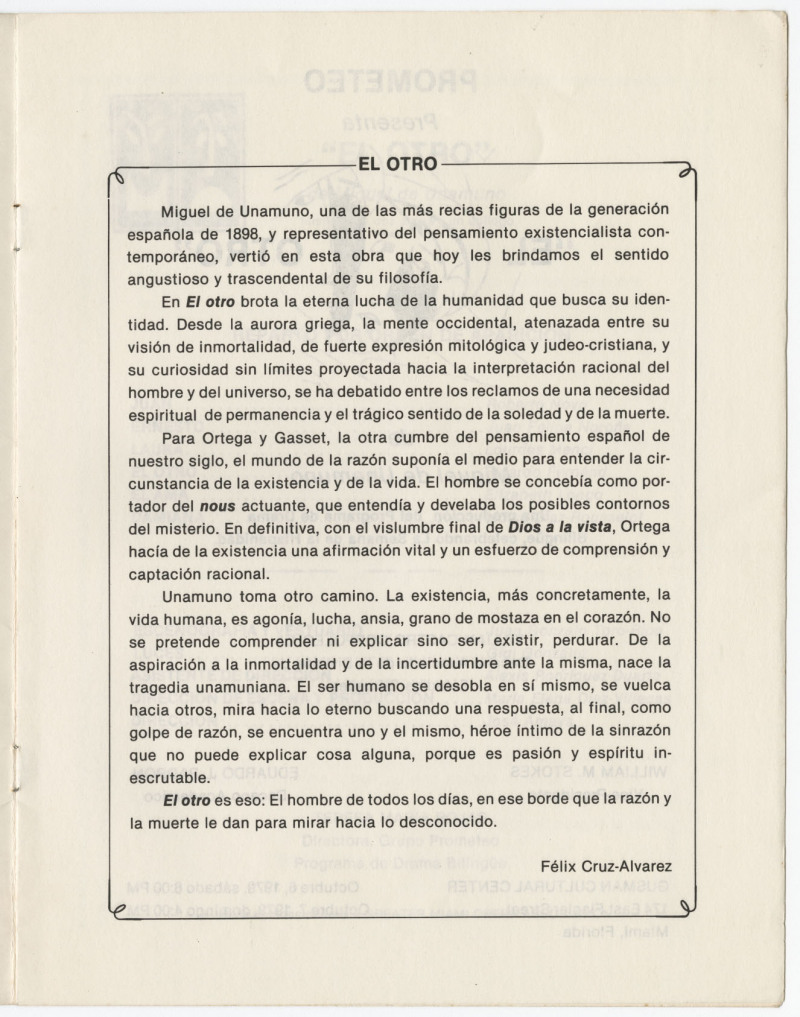 EL OTRO
Miguel de Unamuno, una de las más recias figuras de la generación
española de 1898, y representativo del pensamiento existencialista con-
temporáneo, vertió en esta obra que hoy les brindamos el sentido
angustioso y trascendental de su filosofía.
En El otro brota la eterna lucha de la humanidad que busca su iden-
tidad. Desde la aurora griega, la mente occidental, atenazada entre su
visión de inmortalidad, de fuerte expresión mitológica y judeo-cristiana, y
su curiosidad sin límites proyectada hacia la interpretación racional del
hombre y del universo, se ha debatido entre los reclamos de una necesidad
espiritual de permanencia y el trágico sentido de la soledad y de la muerte.
Para Ortega y Gasset, la otra cumbre del pensamiento español de
nuestro siglo, el mundo de la razón suponía el medio para entender la cir-
cunstancia de la existencia y de la vida. El hombre se concebía como por-
tador del nous actuante, que entendía y develaba los posibles contornos
del misterio. En definitiva, con el vislumbre final de Dios a la vista, Ortega
hacía de la existencia una afirmación vital y un esfuerzo de comprensión y
captación racional.
Unamuno toma otro camino. La existencia, más concretamente, la
vida humana, es agonía, lucha, ansia, grano de mostaza en el corazón. No
se pretende comprender ni explicar sino ser, existir, perdurar. De la
aspiración a la inmortalidad y de la incertidumbre ante la misma, nace la
tragedia unamuniana. El ser humano se desobla en sí mismo, se vuelca
hacia otros, mira hacia lo eterno buscando una respuesta, al final, como
golpe de razón, se encuentra uno y el mismo, héroe íntimo de la sinrazón
que no puede explicar cosa alguna, porque es pasión y espíritu in-
escrutable.
El otro es eso: El hombre de todos los días, en ese borde que la razón y
la muerte le dan para mirar hacia lo desconocido.
Félix Cruz-Alvarez